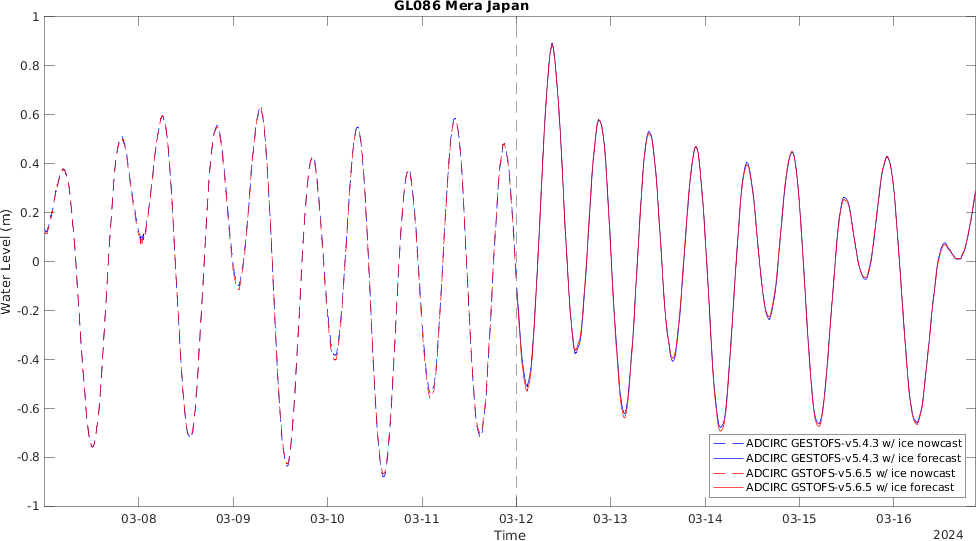 GL086 Mera Japan
1
0.8
0.6
0.4
0.2
0
-0.2
-0.4
-0.6
-0.8
-1
Water Level (m)
ADCIRC GESTOFS-v5.4.3 w/ ice nowcast
ADCIRC GESTOFS-v5.4.3 w/ ice forecast
ADCIRC GSTOFS-v5.6.5 w/ ice nowcast
ADCIRC GSTOFS-v5.6.5 w/ ice forecast
03-08 03-09 03-10 03-11 03-12 03-13 03-14 03-15 03-16
Time
2024